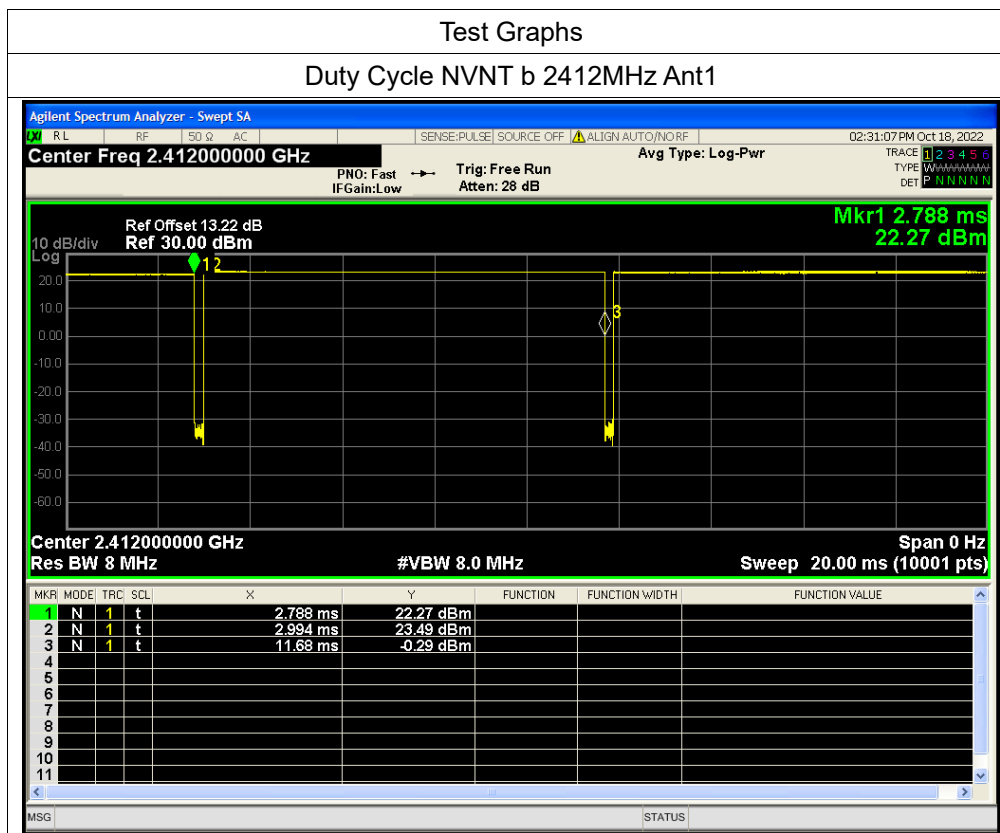 Test Graphs
Duty Cycle NVNT b 2412MHz Ant1
Agilent Spectrum Analyzer - Swept SA
LXI RL RF 50 Ω AC SENSE:PULSE SOURCE OFF ALIGN AUTO/NO RF 02:31:07 PM Oct 18, 2022
Center Freq 2.412000000 GHz Avg Type: Log-Pwr TRACE 1 2 3 4 5 6
PNO: Fast Trig: Free Run TYPE WWWWWW
IFGain:Low Atten: 28 dB DET P N N N N N
Mkr1 2.788 ms
Ref Offset 13.22 dB
10 dB/div Ref 30.00 dBm 22.27 dBm
Log
1 2
20.0
10.0
3
0.00
-10.0
-20.0
-30.0
-40.0
-50.0
-60.0
Center 2.412000000 GHz Span 0 Hz
Res BW 8 MHz #VBW 8.0 MHz Sweep 20.00 ms (10001 pts)
MKR MODE TRC SCL X Y FUNCTION FUNCTION WIDTH FUNCTION VALUE
1 N 1 t 2.788 ms 22.27 dBm
2 N 1 t 2.994 ms 23.49 dBm
3 N 1 t 11.68 ms -0.29 dBm
4
5
6
7
8
9
10
11
MSG STATUS